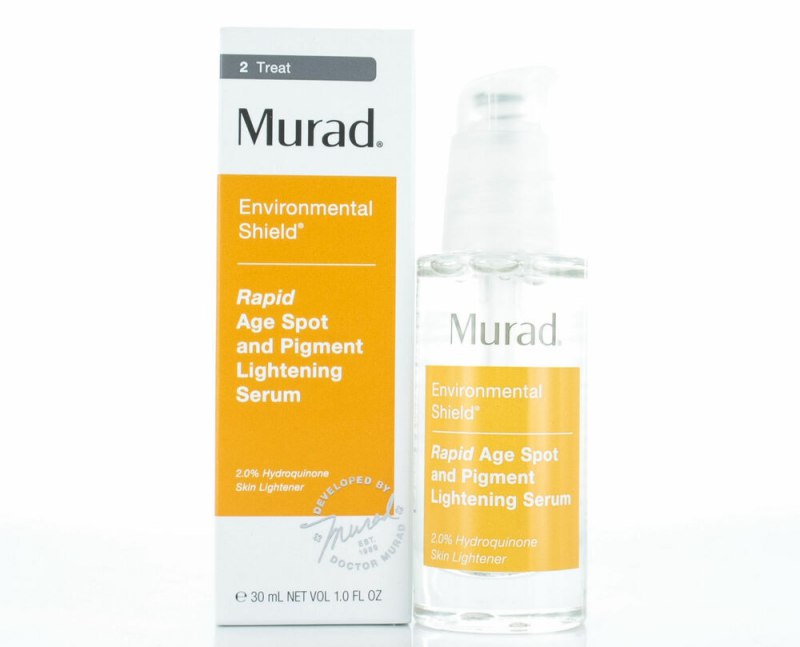 2 Treat
Murad®
Environmental
Shield®
Rapid
Age Spot
and Pigment
Lightening
Serum
2.0% Hydroquinone
Skin Lightener
DEVELOPED BY
Murad
EST.
1989
DOCTOR MURAD
℮ 30 mL NET VOL 1.0 FL OZ
Murad®
Environmental
Shield®
Rapid Age Spot
and Pigment
Lightening Serum
2.0% Hydroquinone
Skin Lightener